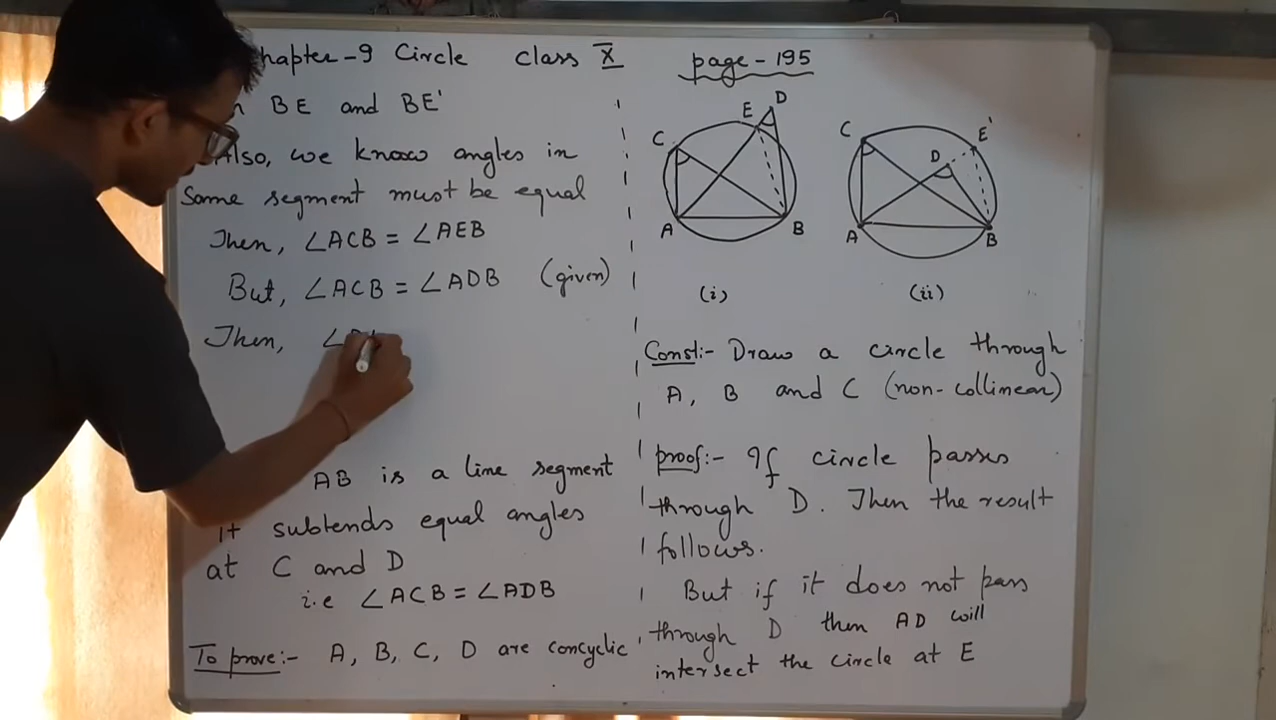 hapter-9 Circle class X
page - 195
BE and BE'
Also, we know angles in
Same segment must be equal
Then, ∠ACB = ∠AEB
But, ∠ACB = ∠ADB (given)
Then, ∠
AB is a line segment
it subtends equal angles
at C and D
i.e ∠ACB = ∠ADB
To prove:- A, B, C, D are concyclic
C
E
D
A
B
(i)
C
E'
D
A
B
(ii)
Const:- Draw a circle through
A, B and C (non-collinear)
proof:- If circle passes
through D. Then the result
follows.
But if it does not pass
through D then AD will
intersect the circle at E